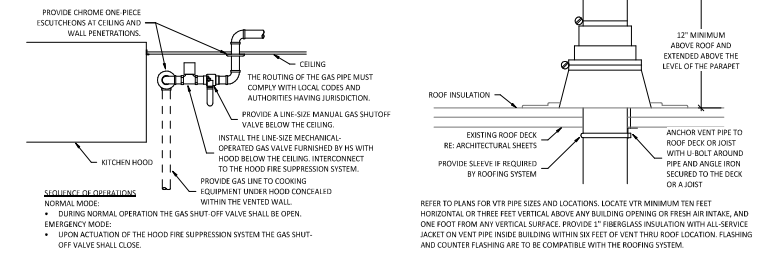 PROVIDE CHROME ONE-PIECE
ESCUTCHEONS AT CEILING AND
WALL PENETRATIONS.
CEILING
THE ROUTING OF THE GAS PIPE MUST
COMPLY WITH LOCAL CODES AND
AUTHORITIES HAVING JURISDICTION.
PROVIDE A LINE-SIZE MANUAL GAS SHUTOFF
VALVE BELOW THE CEILING.
INSTALL THE LINE-SIZE MECHANICAL-
OPERATED GAS VALVE FURNISHED BY HS WITH
HOOD BELOW THE CEILING. INTERCONNECT
TO THE HOOD FIRE SUPPRESSION SYSTEM.
KITCHEN HOOD
PROVIDE GAS LINE TO COOKING
EQUIPMENT UNDER HOOD CONCEALED
WITHIN THE VENTED WALL.
SEQUENCE OF OPERATIONS
NORMAL MODE:
• DURING NORMAL OPERATION THE GAS SHUT-OFF VALVE SHALL BE OPEN.
EMERGENCY MODE:
• UPON ACTUATION OF THE HOOD FIRE SUPPRESSION SYSTEM THE GAS SHUT-
OFF VALVE SHALL CLOSE.
12" MINIMUM
ABOVE ROOF AND
EXTENDED ABOVE THE
LEVEL OF THE PARAPET
ROOF INSULATION
EXISTING ROOF DECK
RE: ARCHITECTURAL SHEETS
PROVIDE SLEEVE IF REQUIRED
BY ROOFING SYSTEM
ANCHOR VENT PIPE TO
ROOF DECK OR JOIST
WITH U-BOLT AROUND
PIPE AND ANGLE IRON
SECURED TO THE DECK
OR A JOIST
REFER TO PLANS FOR VTR PIPE SIZES AND LOCATIONS. LOCATE VTR MINIMUM TEN FEET
HORIZONTAL OR THREE FEET VERTICAL ABOVE ANY BUILDING OPENING OR FRESH AIR INTAKE, AND
ONE FOOT FROM ANY VERTICAL SURFACE. PROVIDE 1" FIBERGLASS INSULATION WITH ALL-SERVICE
JACKET ON VENT PIPE INSIDE BUILDING WITHIN SIX FEET OF VENT THRU ROOF LOCATION. FLASHING
AND COUNTER FLASHING ARE TO BE COMPATIBLE WITH THE ROOFING SYSTEM.